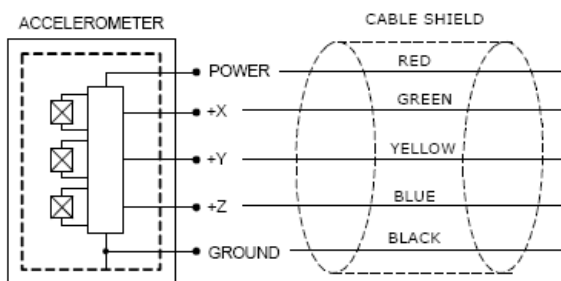 ACCELEROMETER
CABLE SHIELD
POWER
RED
+X
GREEN
+Y
YELLOW
+Z
BLUE
GROUND
BLACK